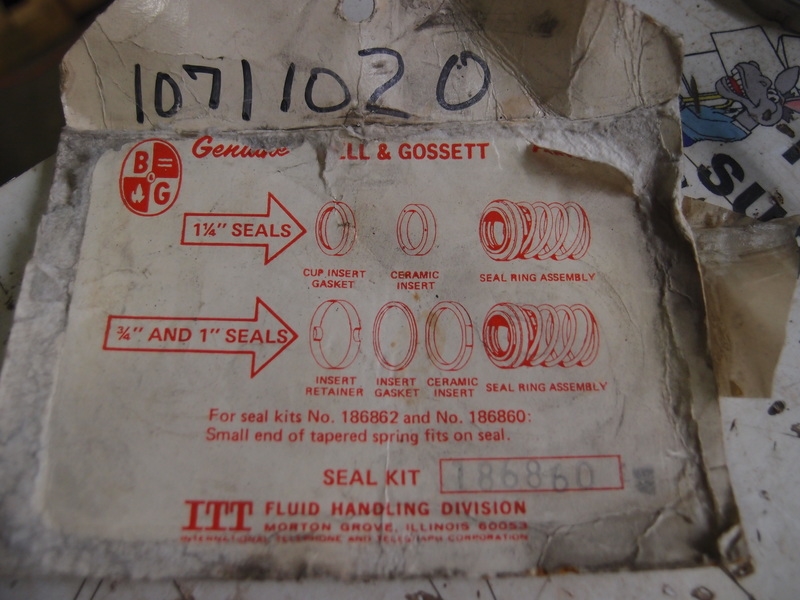 10711020
B & G
Genuine LL & GOSSETT
1¼" SEALS
CUP INSERT GASKET
CERAMIC INSERT
SEAL RING ASSEMBLY
¾" AND 1" SEALS
INSERT RETAINER
INSERT GASKET
CERAMIC INSERT
SEAL RING ASSEMBLY
For seal kits No. 186862 and No. 186860:
Small end of tapered spring fits on seal.
SEAL KIT 186860
ITT FLUID HANDLING DIVISION
MORTON GROVE, ILLINOIS 60053
INTERNATIONAL TELEPHONE AND TELEGRAPH CORPORATION
SU